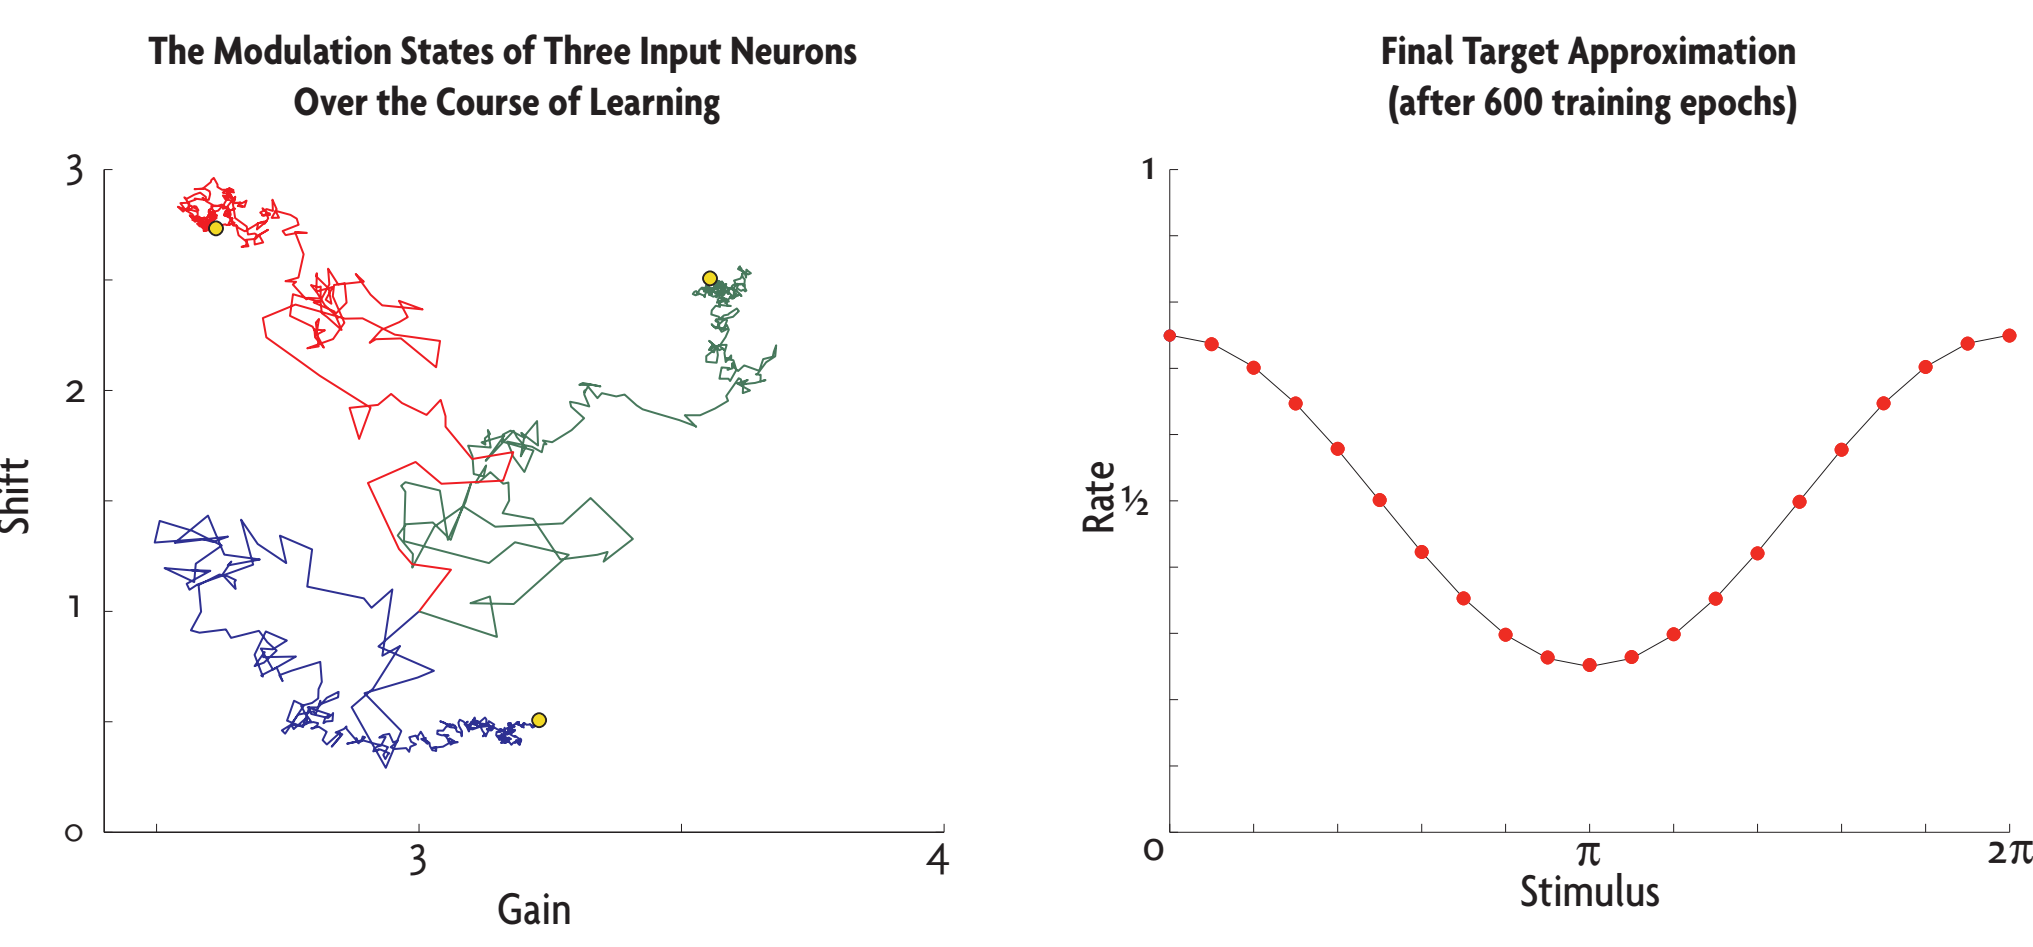 The Modulation States of Three Input Neurons
Over the Course of Learning
3
2
1
0
Shift
3
4
Gain
Final Target Approximation
(after 600 training epochs)
1
½
Rate
0
π
2π
Stimulus